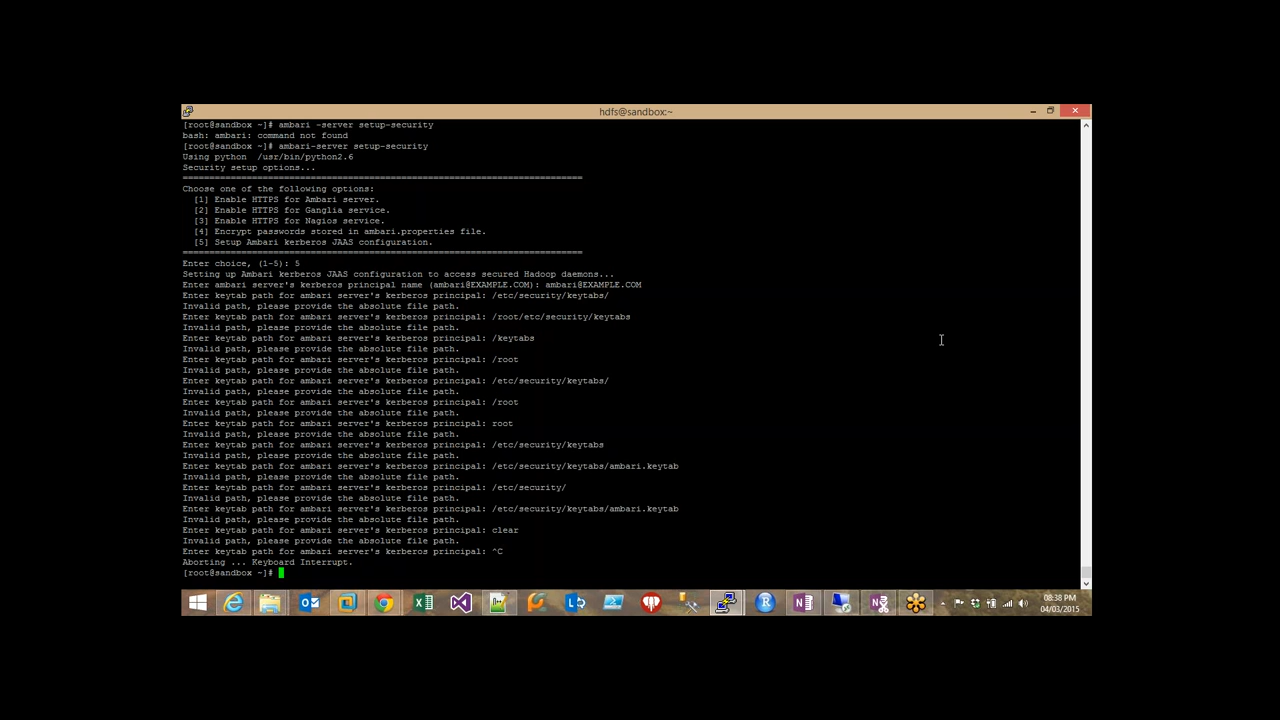 hdfs@sandbox:~
[root@sandbox ~]# ambari -server setup-security
bash: ambari: command not found
[root@sandbox ~]# ambari-server setup-security
Using python  /usr/bin/python2.6
Security setup options...
===========================================================================
Choose one of the following options:
  [1] Enable HTTPS for Ambari server.
  [2] Enable HTTPS for Ganglia service.
  [3] Enable HTTPS for Nagios service.
  [4] Encrypt passwords stored in ambari.properties file.
  [5] Setup Ambari kerberos JAAS configuration.
===========================================================================
Enter choice, (1-5): 5
Setting up Ambari kerberos JAAS configuration to access secured Hadoop daemons...
Enter ambari server's kerberos principal name (ambari@EXAMPLE.COM): ambari@EXAMPLE.COM
Enter keytab path for ambari server's kerberos principal: /etc/security/keytabs/
Invalid path, please provide the absolute file path.
Enter keytab path for ambari server's kerberos principal: /root/etc/security/keytabs
Invalid path, please provide the absolute file path.
Enter keytab path for ambari server's kerberos principal: /keytabs
Invalid path, please provide the absolute file path.
Enter keytab path for ambari server's kerberos principal: /root
Invalid path, please provide the absolute file path.
Enter keytab path for ambari server's kerberos principal: /etc/security/keytabs/
Invalid path, please provide the absolute file path.
Enter keytab path for ambari server's kerberos principal: /root
Invalid path, please provide the absolute file path.
Enter keytab path for ambari server's kerberos principal: root
Invalid path, please provide the absolute file path.
Enter keytab path for ambari server's kerberos principal: /etc/security/keytabs
Invalid path, please provide the absolute file path.
Enter keytab path for ambari server's kerberos principal: /etc/security/keytabs/ambari.keytab
Invalid path, please provide the absolute file path.
Enter keytab path for ambari server's kerberos principal: /etc/security/
Invalid path, please provide the absolute file path.
Enter keytab path for ambari server's kerberos principal: /etc/security/keytabs/ambari.keytab
Invalid path, please provide the absolute file path.
Enter keytab path for ambari server's kerberos principal: clear
Invalid path, please provide the absolute file path.
Enter keytab path for ambari server's kerberos principal: ^C
Aborting ... Keyboard Interrupt.
[root@sandbox ~]#
08:38 PM
04/03/2015